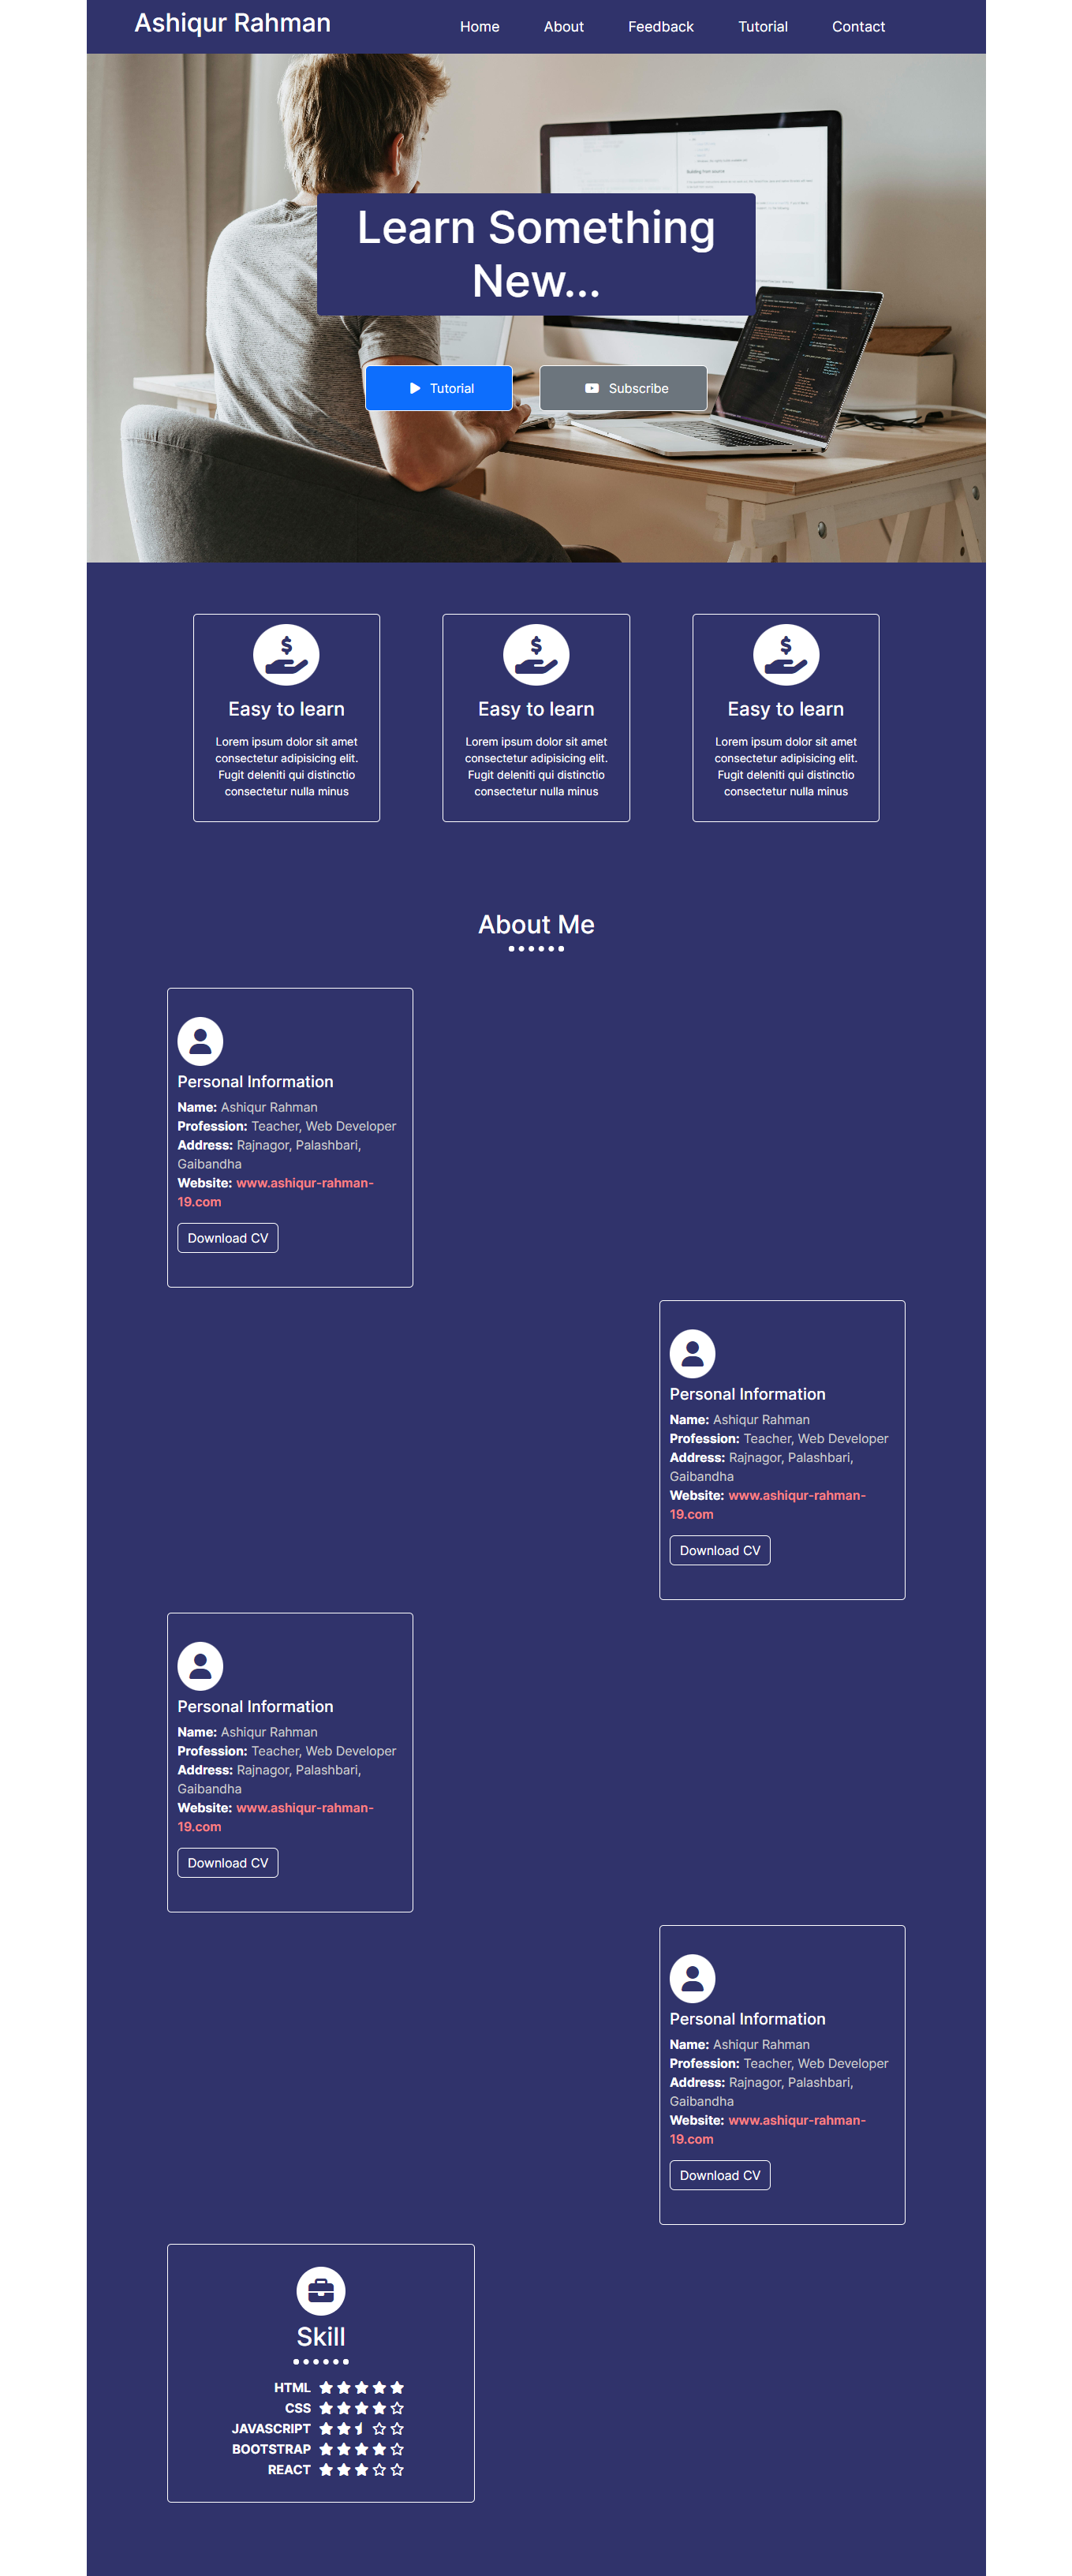 Ashiqur Rahman
Home
About
Feedback
Tutorial
Contact
Learn Something
New...
Tutorial
Subscribe
Easy to learn
Lorem ipsum dolor sit amet
consectetur adipisicing elit.
Fugit deleniti qui distinctio
consectetur nulla minus
Easy to learn
Lorem ipsum dolor sit amet
consectetur adipisicing elit.
Fugit deleniti qui distinctio
consectetur nulla minus
Easy to learn
Lorem ipsum dolor sit amet
consectetur adipisicing elit.
Fugit deleniti qui distinctio
consectetur nulla minus
About Me
Personal Information
Name: Ashiqur Rahman
Profession: Teacher, Web Developer
Address: Rajnagor, Palashbari,
Gaibandha
Website: www.ashiqur-rahman-
19.com
Download CV
Personal Information
Name: Ashiqur Rahman
Profession: Teacher, Web Developer
Address: Rajnagor, Palashbari,
Gaibandha
Website: www.ashiqur-rahman-
19.com
Download CV
Personal Information
Name: Ashiqur Rahman
Profession: Teacher, Web Developer
Address: Rajnagor, Palashbari,
Gaibandha
Website: www.ashiqur-rahman-
19.com
Download CV
Personal Information
Name: Ashiqur Rahman
Profession: Teacher, Web Developer
Address: Rajnagor, Palashbari,
Gaibandha
Website: www.ashiqur-rahman-
19.com
Download CV
Skill
HTML
CSS
JAVASCRIPT
BOOTSTRAP
REACT